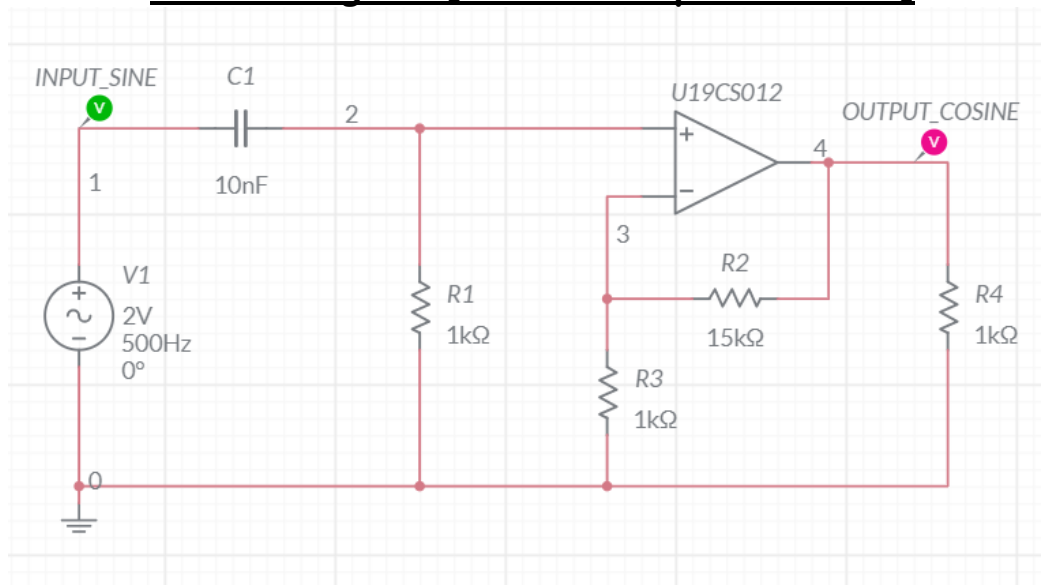 INPUT_SINE
C1
2
U19CS012
OUTPUT_COSINE
+
4
1
10nF
−
3
V1
R2
+
2V
R1
R4
−
500Hz
1kΩ
15kΩ
1kΩ
0°
R3
1kΩ
0
V
V